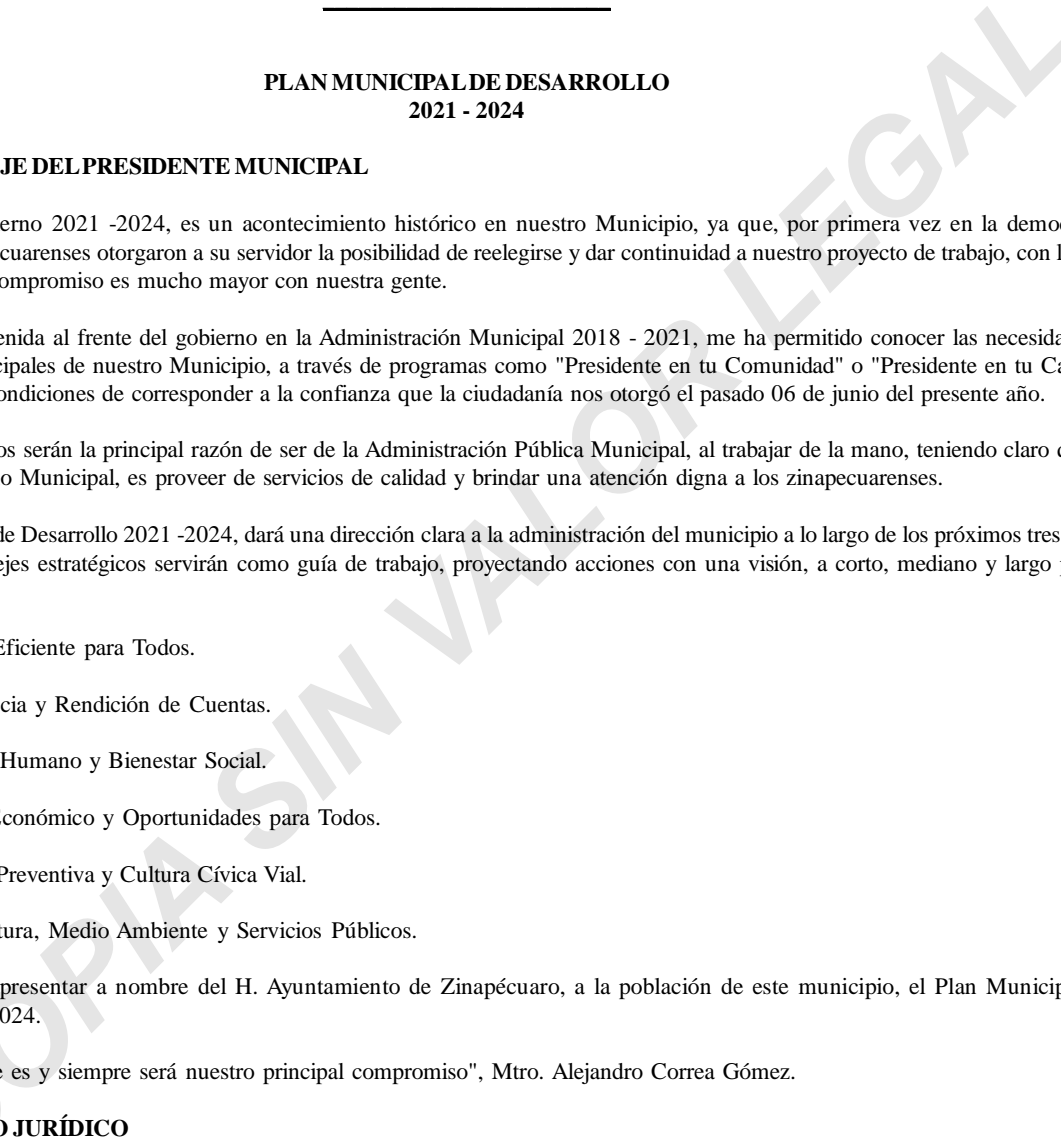 PLAN MUNICIPAL DE DESARROLLO
2021 - 2024
JE DEL PRESIDENTE MUNICIPAL
erno 2021 -2024, es un acontecimiento histórico en nuestro Municipio, ya que, por primera vez en la demo
cuarenses otorgaron a su servidor la posibilidad de reelegirse y dar continuidad a nuestro proyecto de trabajo, con l
ompromiso es mucho mayor con nuestra gente.
enida al frente del gobierno en la Administración Municipal 2018 - 2021, me ha permitido conocer las necesida
cipales de nuestro Municipio, a través de programas como "Presidente en tu Comunidad" o "Presidente en tu Ca
ondiciones de corresponder a la confianza que la ciudadanía nos otorgó el pasado 06 de junio del presente año.
os serán la principal razón de ser de la Administración Pública Municipal, al trabajar de la mano, teniendo claro
o Municipal, es proveer de servicios de calidad y brindar una atención digna a los zinapecuarenses.
de Desarrollo 2021 -2024, dará una dirección clara a la administración del municipio a lo largo de los próximos tres
ejes estratégicos servirán como guía de trabajo, proyectando acciones con una visión, a corto, mediano y largo
Eficiente para Todos.
cia y Rendición de Cuentas.
Humano y Bienestar Social.
Económico y Oportunidades para Todos.
Preventiva y Cultura Cívica Vial.
tura, Medio Ambiente y Servicios Públicos.
presentar a nombre del H. Ayuntamiento de Zinapécuaro, a la población de este municipio, el Plan Municip
024.
e es y siempre será nuestro principal compromiso", Mtro. Alejandro Correa Gómez.
O JURÍDICO
OPIA SIN VALOR LEGAL